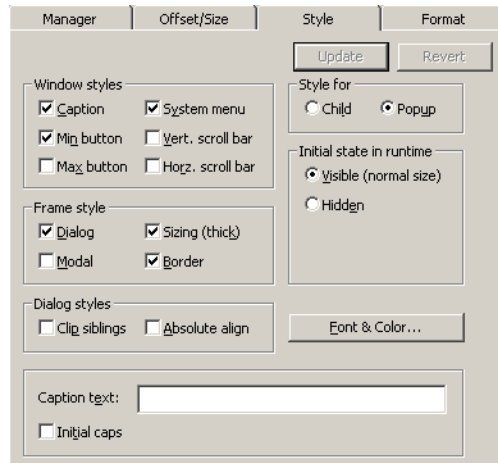 Manager Offset/Size Style Format
Update Revert
Window styles
Caption System menu
Min button Vert. scroll bar
Max button Horz. scroll bar
Style for
Child Popup
Initial state in runtime
Visible (normal size)
Hidden
Frame style
Dialog Sizing (thick)
Modal Border
Dialog styles
Clip siblings Absolute align
Font & Color...
Caption text:
Initial caps